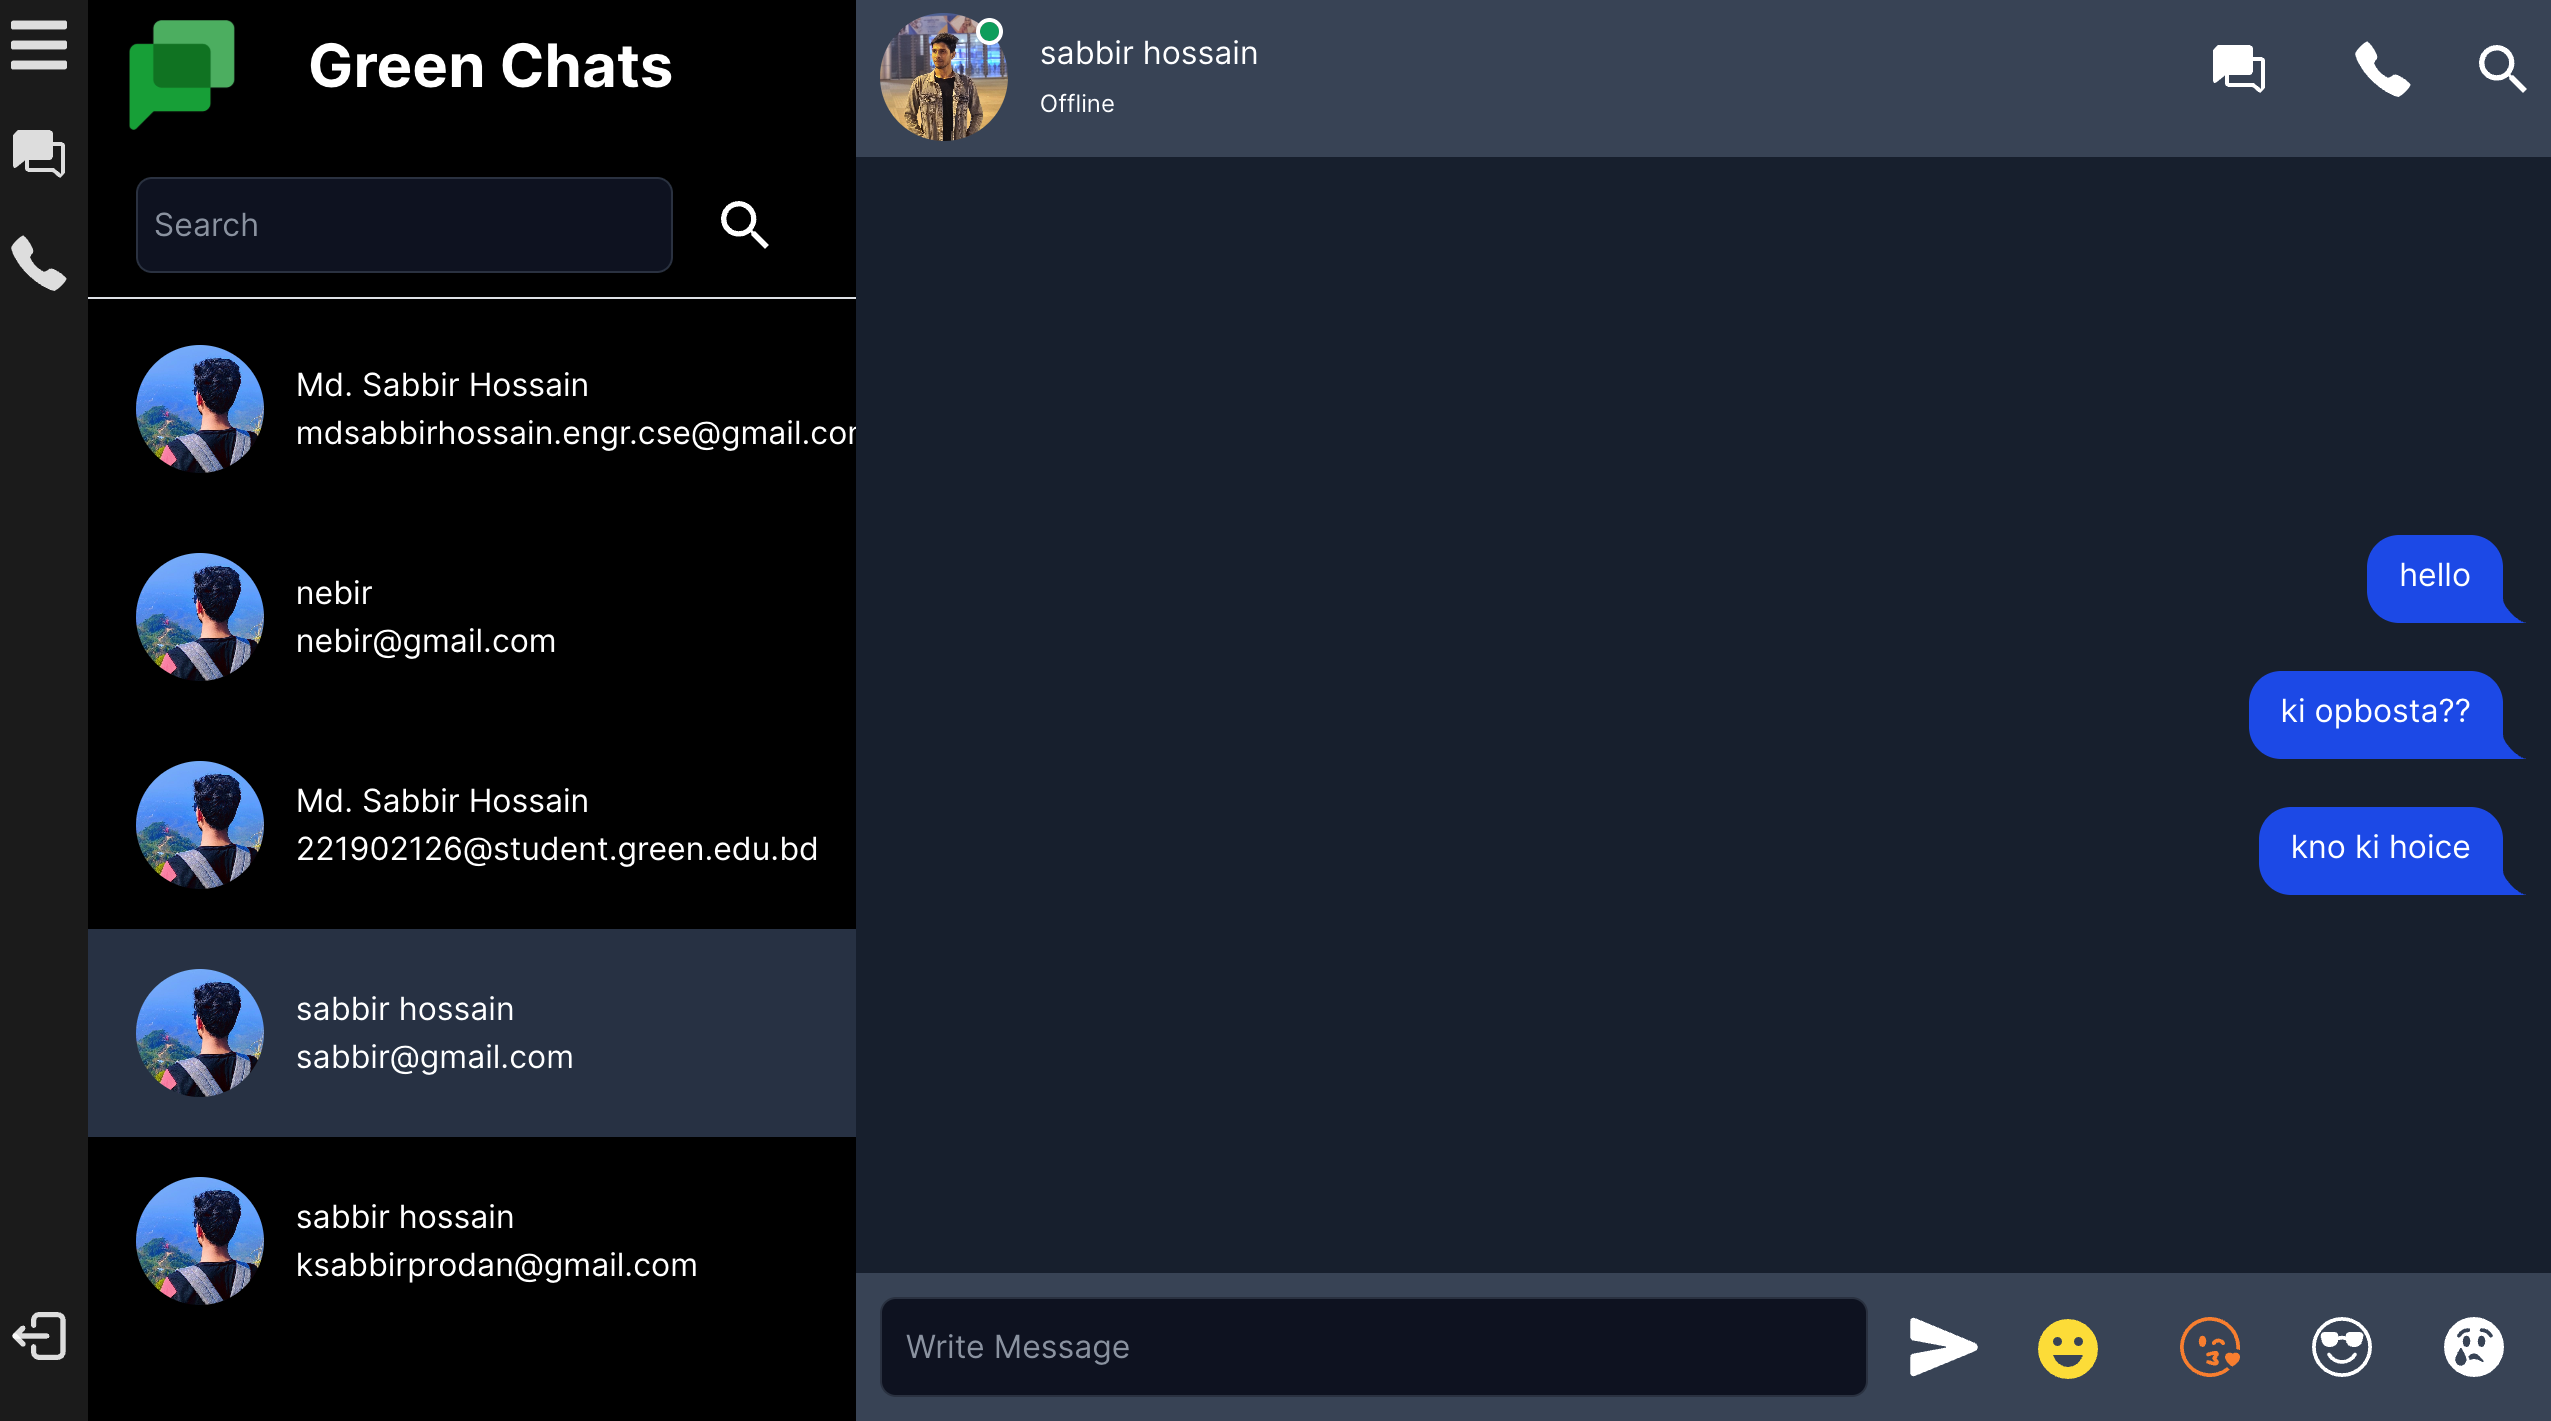 Green Chats
Search
Md. Sabbir Hossain
mdsabbirhossain.engr.cse@gmail.com
nebir
nebir@gmail.com
Md. Sabbir Hossain
221902126@student.green.edu.bd
sabbir hossain
sabbir@gmail.com
sabbir hossain
ksabbirprodan@gmail.com
sabbir hossain
Offline
hello
ki opbosta??
kno ki hoice
Write Message